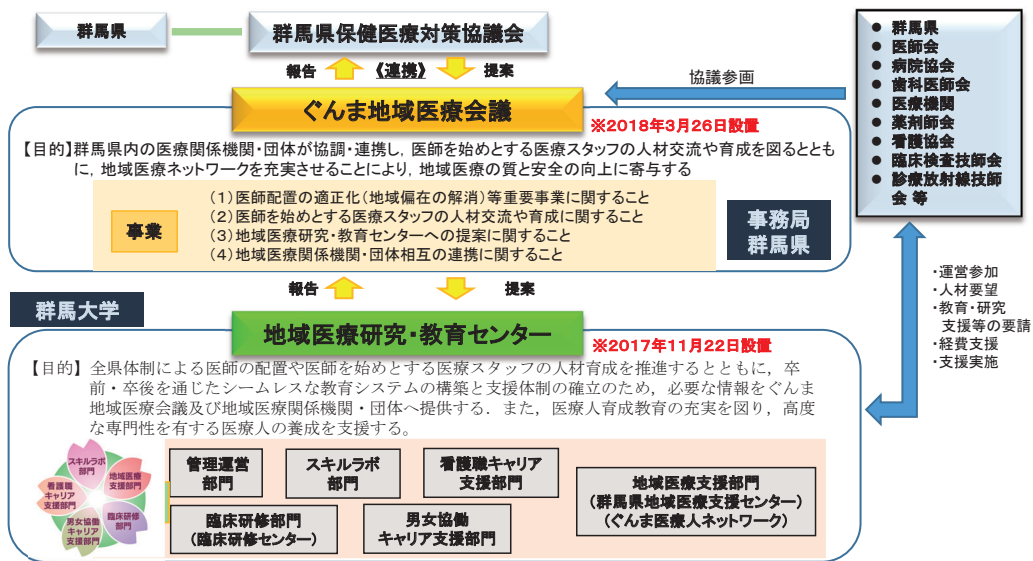 群馬県
群馬県保健医療対策協議会
報告
《連携》
提案
協議参画
● 群馬県
● 医師会
● 病院協会
● 歯科医師会
● 医療機関
● 薬剤師会
● 看護協会
● 臨床検査技師会
● 診療放射線技師
会 等
ぐんま地域医療会議
※2018年3月26日設置
【目的】群馬県内の医療関係機関・団体が協調・連携し，医師を始めとする医療スタッフの人材交流や育成を図るととも
に，地域医療ネットワークを充実させることにより，地域医療の質と安全の向上に寄与する
事業
（１）医師配置の適正化（地域偏在の解消）等重要事業に関すること
（２）医師を始めとする医療スタッフの人材交流や育成に関すること
（３）地域医療研究・教育センターへの提案に関すること
（４）地域医療関係機関・団体相互の連携に関すること
事務局
群馬県
報告
提案
・運営参加
・人材要望
・教育・研究
支援等の要請
・経費支援
・支援実施
群馬大学
地域医療研究・教育センター
※2017年11月22日設置
【目的】全県体制による医師の配置や医師を始めとする医療スタッフの人材育成を推進するとともに，卒
前・卒後を通じたシームレスな教育システムの構築と支援体制の確立のため，必要な情報をぐんま
地域医療会議及び地域医療関係機関・団体へ提供する．また，医療人育成教育の充実を図り，高度
な専門性を有する医療人の養成を支援する。
スキルラボ
部門
地域医療
支援部門
臨床研修
部門
男女協働
キャリア
支援部門
看護職
キャリア
支援部門
管理運営
部門
スキルラボ
部門
看護職キャリア
支援部門
臨床研修部門
（臨床研修センター）
男女協働
キャリア支援部門
地域医療支援部門
（群馬県地域医療支援センター）
（ぐんま医療人ネットワーク）